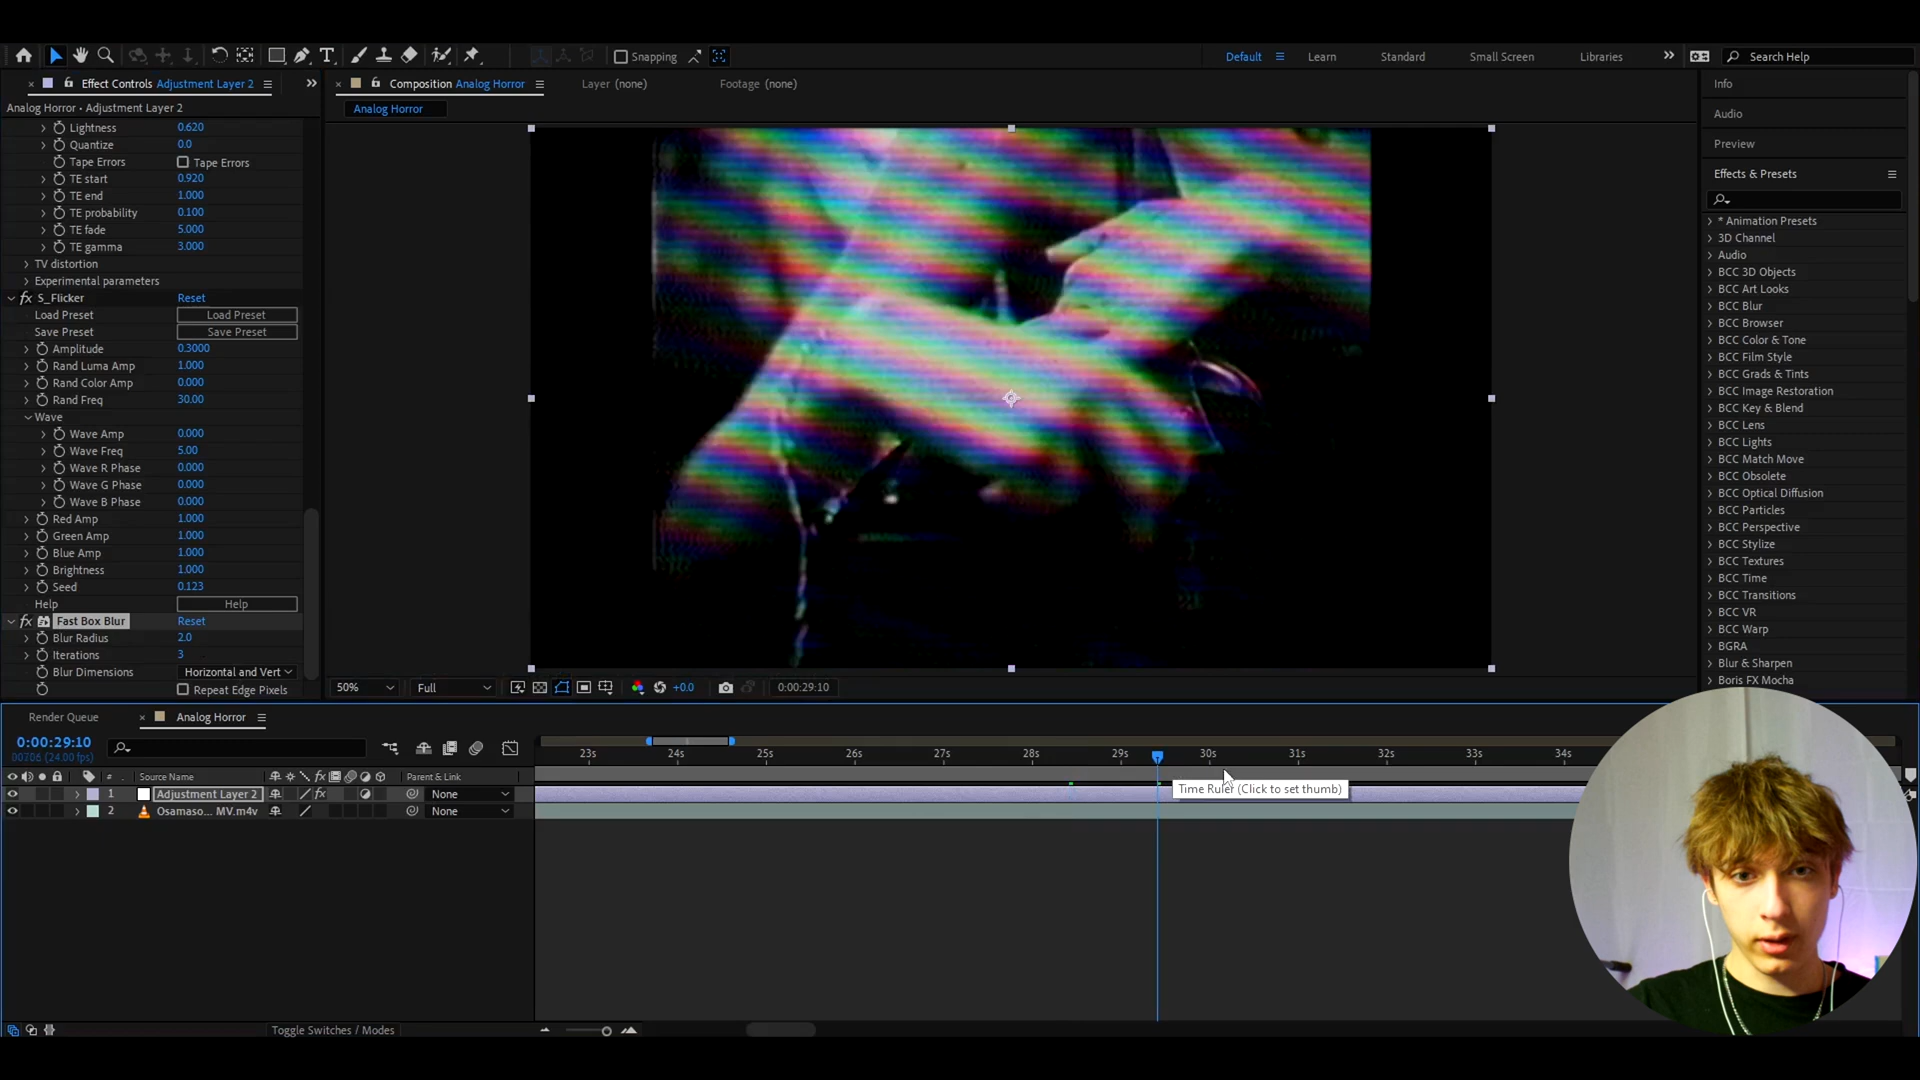 Snapping
Default
Learn
Standard
Small Screen
Libraries
Search Help
Effect Controls Adjustment Layer 2
Composition Analog Horror
Layer (none)
Footage (none)
Analog Horror • Adjustment Layer 2
Analog Horror
Lightness 0.620
Quantize 0.0
Tape Errors Tape Errors
TE start 0.920
TE end 1.000
TE probability 0.100
TE fade 5.000
TE gamma 3.000
TV distortion
Experimental parameters
fx S_Flicker Reset
Load Preset Load Preset
Save Preset Save Preset
Amplitude 0.3000
Rand Luma Amp 1.000
Rand Color Amp 0.000
Rand Freq 30.00
Wave
Wave Amp 0.000
Wave Freq 5.00
Wave R Phase 0.000
Wave G Phase 0.000
Wave B Phase 0.000
Red Amp 1.000
Green Amp 1.000
Blue Amp 1.000
Brightness 1.000
Seed 0.123
Help Help
fx Fast Box Blur Reset
Blur Radius 2.0
Iterations 3
Blur Dimensions Horizontal and Vert
Repeat Edge Pixels
50%
Full
+0.0
0:00:29:10
Info
Audio
Preview
Effects & Presets
* Animation Presets
3D Channel
Audio
BCC 3D Objects
BCC Art Looks
BCC Blur
BCC Browser
BCC Color & Tone
BCC Film Style
BCC Grads & Tints
BCC Image Restoration
BCC Key & Blend
BCC Lens
BCC Lights
BCC Match Move
BCC Obsolete
BCC Optical Diffusion
BCC Particles
BCC Perspective
BCC Stylize
BCC Textures
BCC Time
BCC Transitions
BCC VR
BCC Warp
BGRA
Blur & Sharpen
Boris FX Mocha
Render Queue
Analog Horror
0:00:29:10
00706 (24.00 fps)
23s 24s 25s 26s 27s 28s 29s 30s 31s 32s 33s 34s
# Source Name fx Parent & Link
1 Adjustment Layer 2 fx None
2 Osamaso... MV.m4v None
Time Ruler (Click to set thumb)
Toggle Switches / Modes